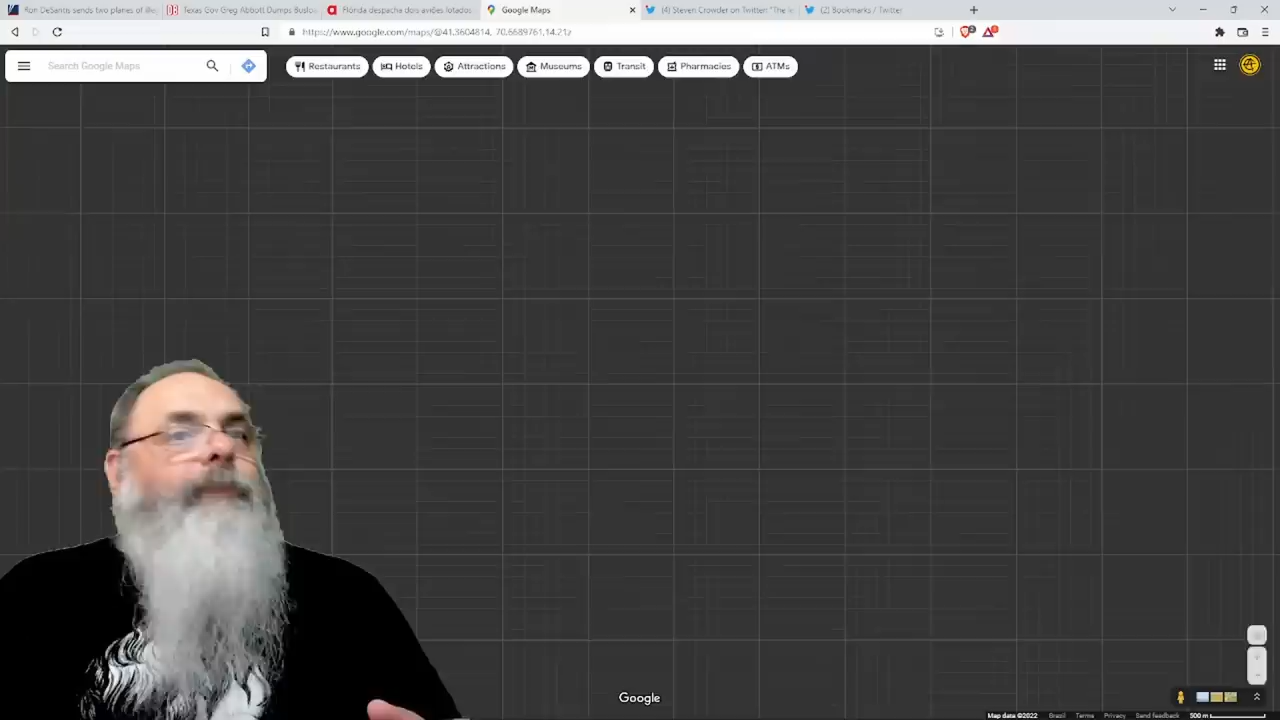 Ron DeSantis sends two planes of illeg
Texas Gov Greg Abbott Dumps Busloa
Flórida despacha dois aviões lotados
Google Maps
(4) Steven Crowder on Twitter: "The le
(2) Bookmarks / Twitter
https://www.google.com/maps/@41.3604814,-70.6689761,14.21z
Search Google Maps
Restaurants
Hotels
Attractions
Museums
Transit
Pharmacies
ATMs
Google
Map data ©2022
Brazil
Terms
Privacy
Send feedback
500 m